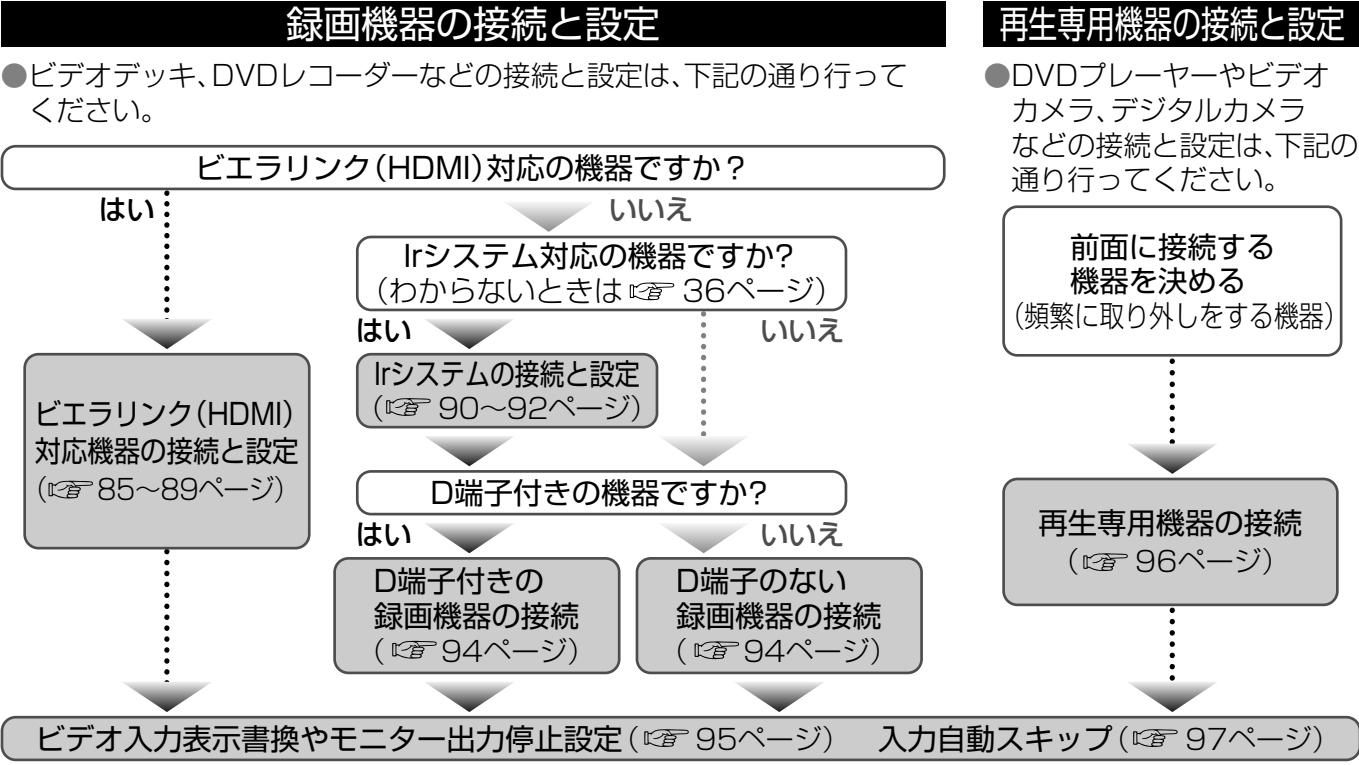 録画機器の接続と設定
●ビデオデッキ、DVDレコーダーなどの接続と設定は、下記の通り行って
ください。
ビエラリンク(HDMI)対応の機器ですか?
はい
いいえ
Irシステム対応の機器ですか?
(わからないときは ☞ 36ページ)
はい
いいえ
Irシステムの接続と設定
(☞ 90〜92ページ)
ビエラリンク(HDMI)
対応機器の接続と設定
(☞ 85〜89ページ)
D端子付きの機器ですか?
はい
いいえ
D端子付きの
録画機器の接続
(☞ 94ページ)
D端子のない
録画機器の接続
(☞ 94ページ)
再生専用機器の接続と設定
●DVDプレーヤーやビデオ
カメラ、デジタルカメラ
などの接続と設定は、下記の
通り行ってください。
前面に接続する
機器を決める
(頻繁に取り外しをする機器)
再生専用機器の接続
(☞ 96ページ)
ビデオ入力表示書換やモニター出力停止設定(☞ 95ページ) 入力自動スキップ(☞ 97ページ)